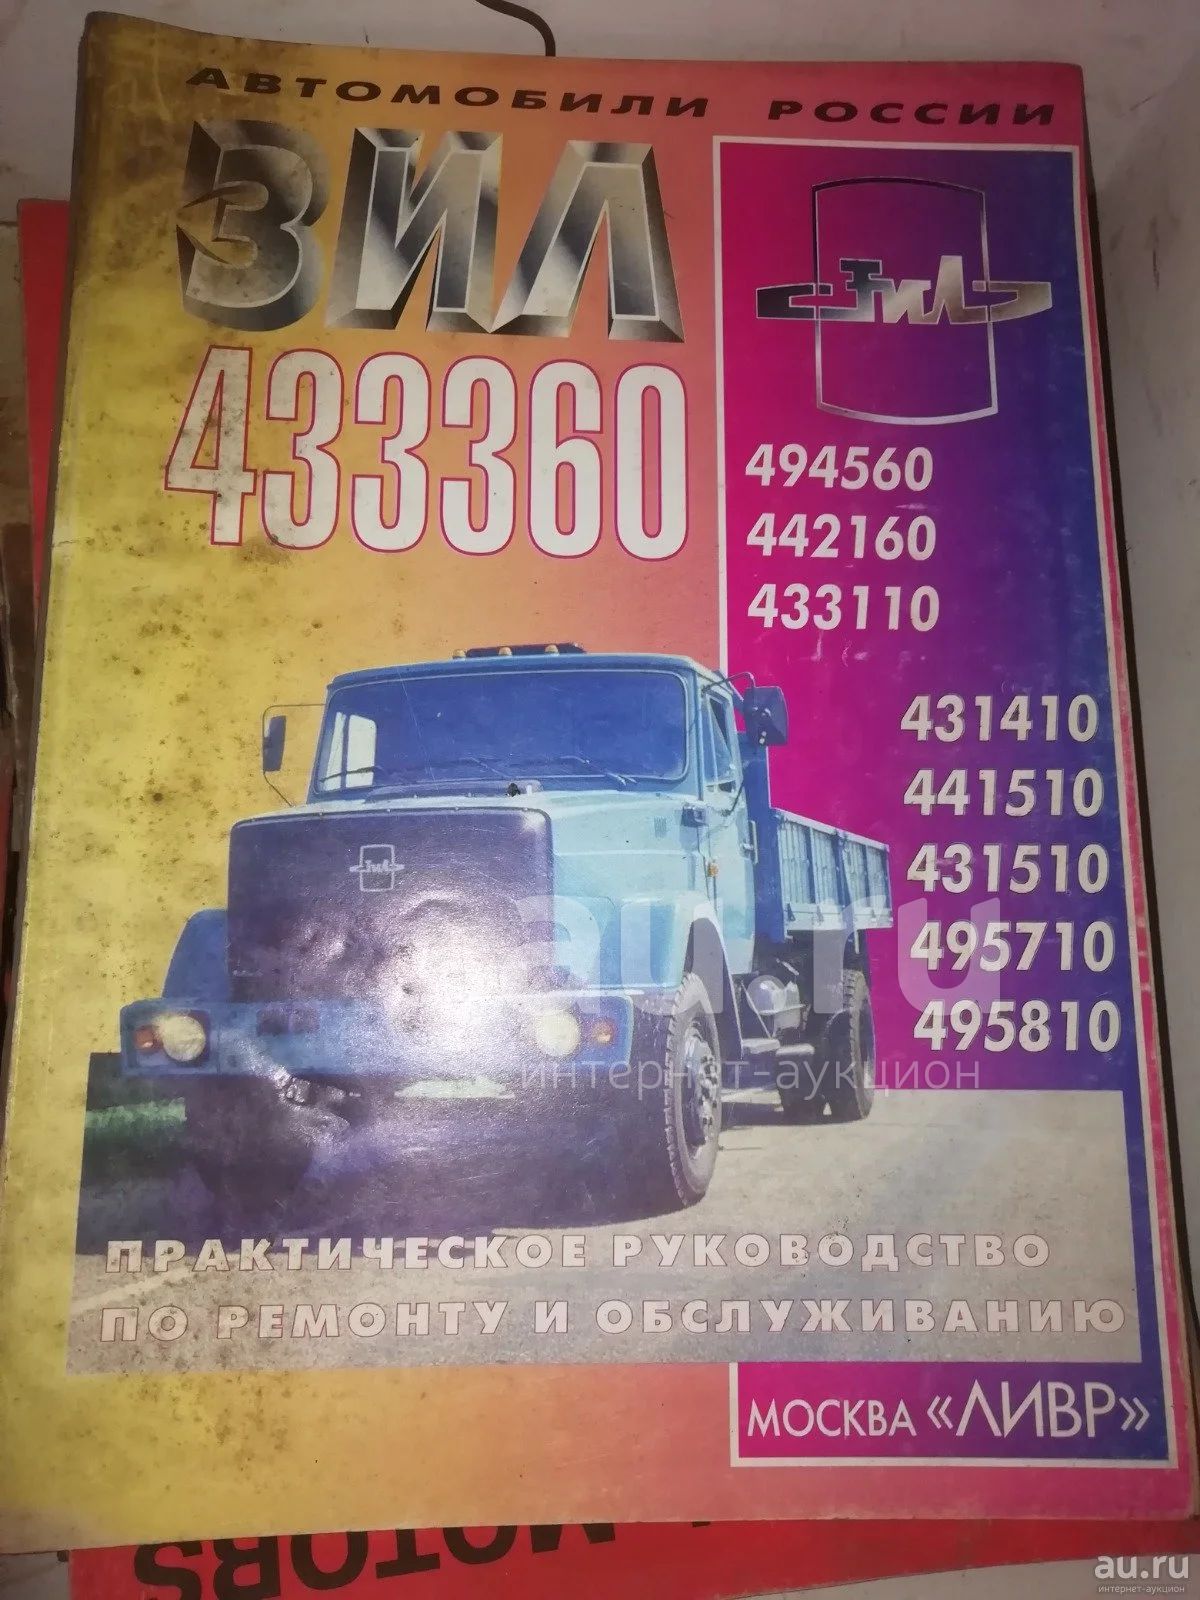 АВТОМОБИЛИ РОССИИ
ЗИЛ
433360
ЗИЛ
494560
442160
433110
431410
441510
431510
495710
495810
ЗИЛ
au.ru
интернет-аукцион
ПРАКТИЧЕСКОЕ РУКОВОДСТВО
ПО РЕМОНТУ И ОБСЛУЖИВАНИЮ
МОСКВА «ЛИВР»
MOTORS
au.ru
интернет-аукцион